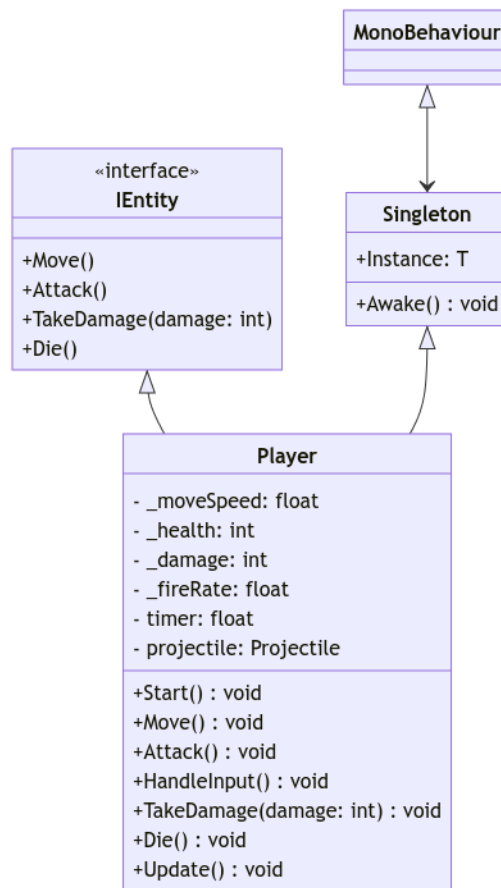 MonoBehaviour
«interface»
IEntity
+Move()
+Attack()
+TakeDamage(damage: int)
+Die()
Singleton
+Instance: T
+Awake() : void
Player
- _moveSpeed: float
- _health: int
- _damage: int
- _fireRate: float
- timer: float
- projectile: Projectile
+Start() : void
+Move() : void
+Attack() : void
+HandleInput() : void
+TakeDamage(damage: int) : void
+Die() : void
+Update() : void